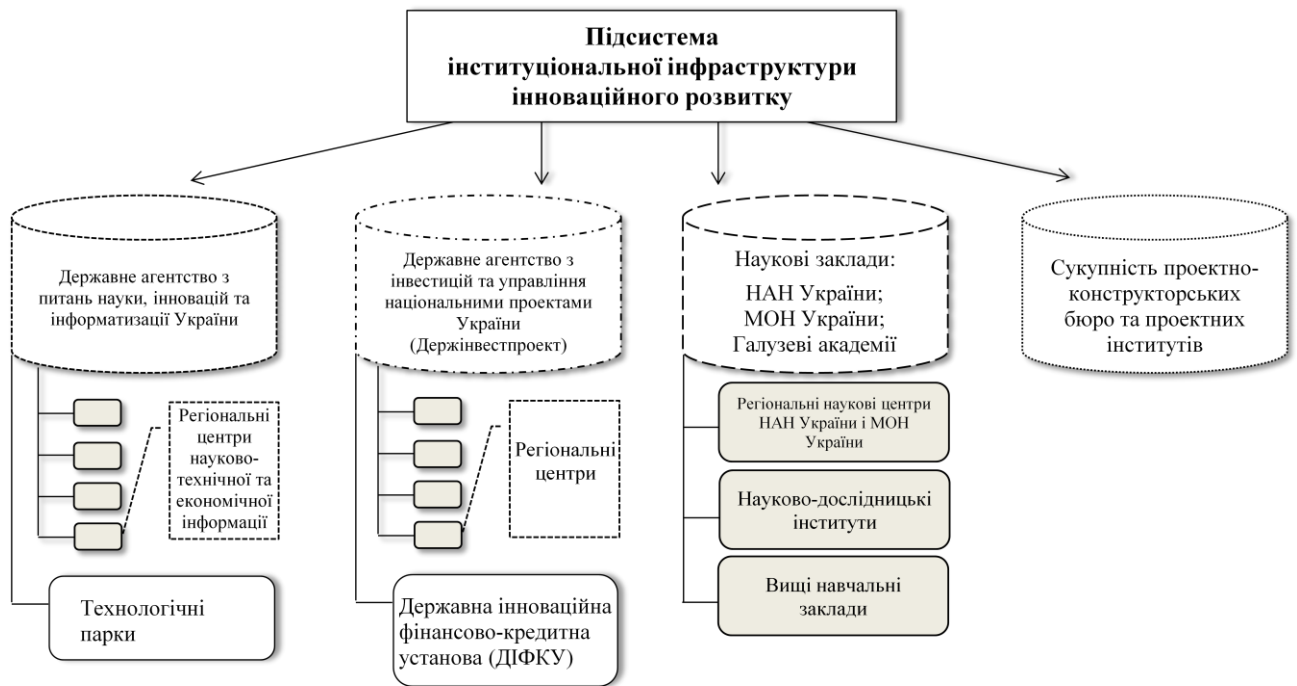 Підсистема
інституціональної інфраструктури
інноваційного розвитку
Державне агентство з
питань науки, інновацій та
інформатизації України
Державне агентство з
інвестицій та управління
національними проектами
України
(Держінвестпроект)
Наукові заклади:
НАН України;
МОН України;
Галузеві академії
Сукупність проектно-
конструкторських
бюро та проектних
інститутів
Регіональні
центри
науково-
технічної та
економічної
інформації
Технологічні
парки
Регіональні
центри
Державна інноваційна
фінансово-кредитна
установа (ДІФКУ)
Регіональні наукові центри
НАН України і МОН
України
Науково-дослідницькі
інститути
Вищі навчальні
заклади